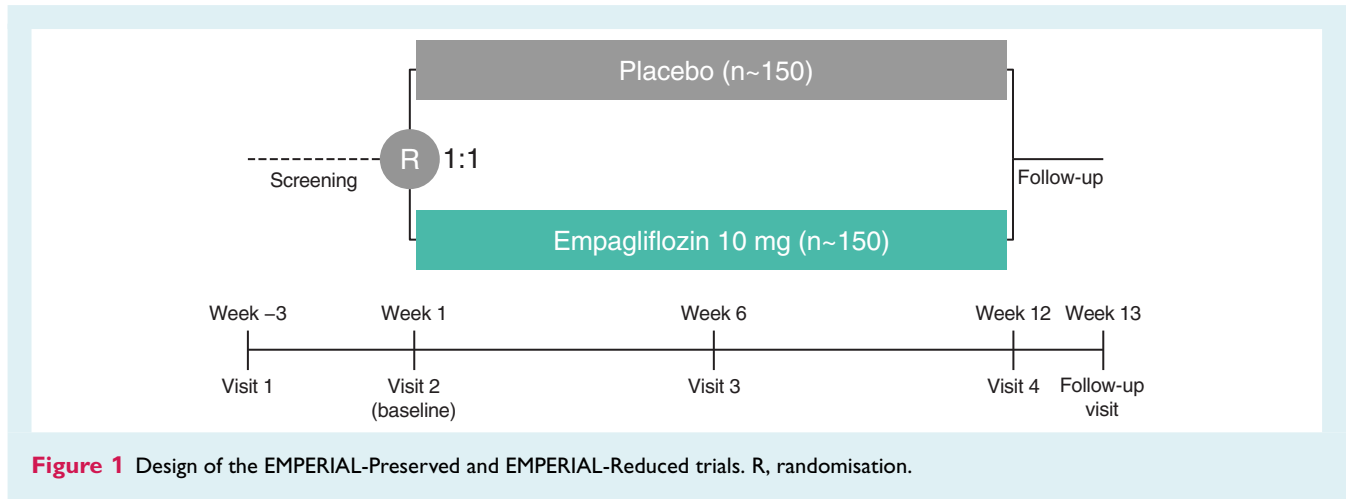 Placebo (n~150)
R 1:1
Screening
Follow-up
Empagliflozin 10 mg (n~150)
Week –3 Week 1 Week 6 Week 12 Week 13
Visit 1 Visit 2 Visit 3 Visit 4 Follow-up
(baseline) visit
Figure 1 Design of the EMPERIAL-Preserved and EMPERIAL-Reduced trials. R, randomisation.